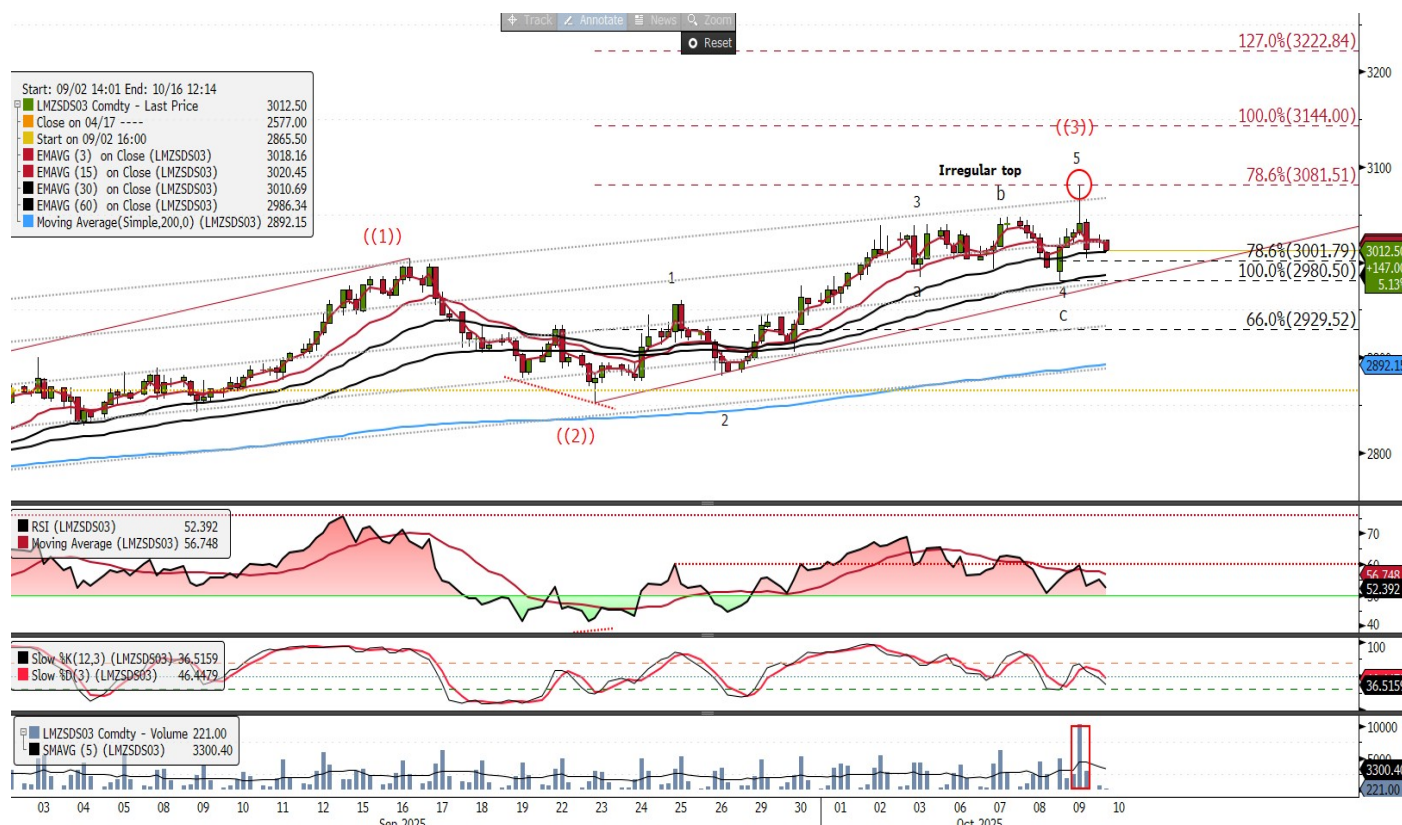 Track Annotate News Zoom
Reset
127.0%(3222.84)
3200
Start: 09/02 14:01 End: 10/16 12:14
LMZSDS03 Comdty - Last Price 3012.50
Close on 04/17 ---- 2577.00
Start on 09/02 16:00 2865.50
EMAVG (3) on Close (LMZSDS03) 3018.16
EMAVG (15) on Close (LMZSDS03) 3020.45
EMAVG (30) on Close (LMZSDS03) 3010.69
EMAVG (60) on Close (LMZSDS03) 2986.34
Moving Average(Simple,200,0) (LMZSDS03) 2892.15
100.0%(3144.00)
((3))
5
3100
Irregular top
78.6%(3081.51)
b
3
((1))
78.6%(3001.79)
3012.50
+147.00
5.13%
100.0%(2980.50)
1
a
4
c
66.0%(2929.52)
2892.15
2
((2))
2800
RSI (LMZSDS03) 52.392
Moving Average (LMZSDS03) 56.748
70
56.748
52.392
40
Slow %K(12,3) (LMZSDS03) 36.5159
Slow %D(3) (LMZSDS03) 46.4479
100
36.5159
LMZSDS03 Comdty - Volume 221.00
SMAVG (5) (LMZSDS03) 3300.40
10000
3300.40
221.00
03 04 05 08 09 10 11 12 15 16 17 18 19 22 23 24 25 26 29 30 01 02 03 06 07 08 09 10
Sep 2025 Oct 2025